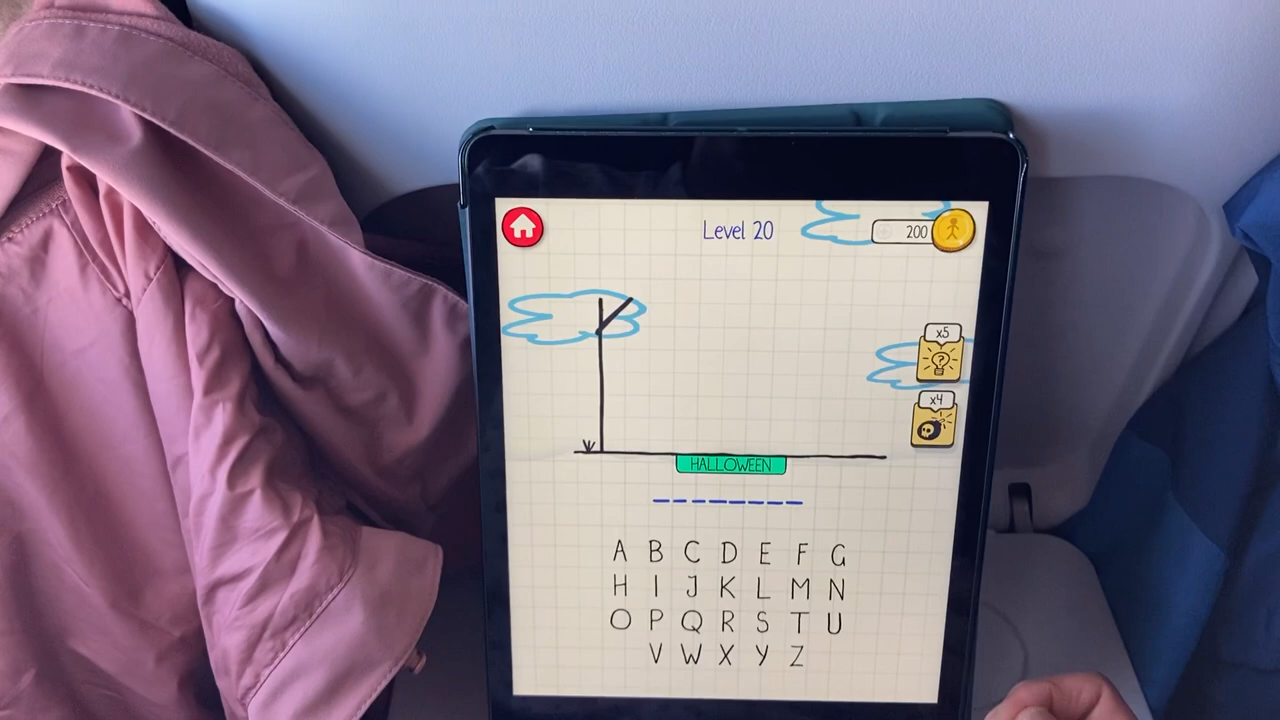 Level 20
200
x5
?
x4
HALLOWEEN
A B C D E F G
H I J K L M N
O P Q R S T U
V W X Y Z